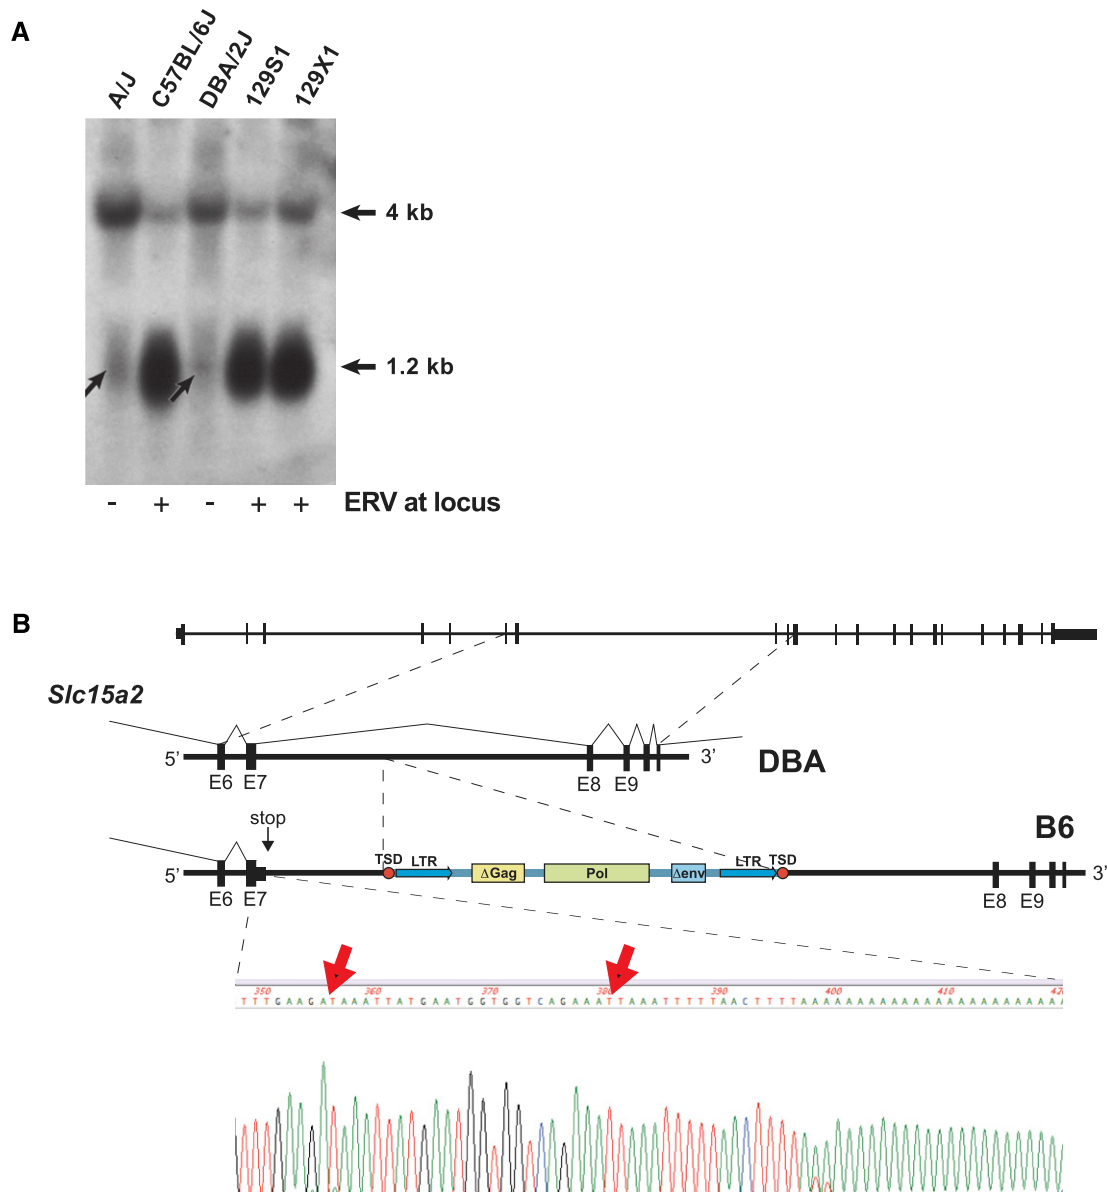 A
A/J
C57BL/6J
DBA/2J
129S1
129X1
4 kb
1.2 kb
- + - + + ERV at locus
B
Slc15a2
5' 3' DBA
E6 E7 E8 E9
stop
B6
TSD LTR LTR TSD
5' ΔGag Pol Δenv 3'
E6 E7 E8 E9
350 360 370 380 390 400 410 42
TTTGAAGATAAATTATGAATGGTGGTCAGAAATTAAATTTTTAACTTTTAAAAAAAAAAAAAAAAAAAAAAAA